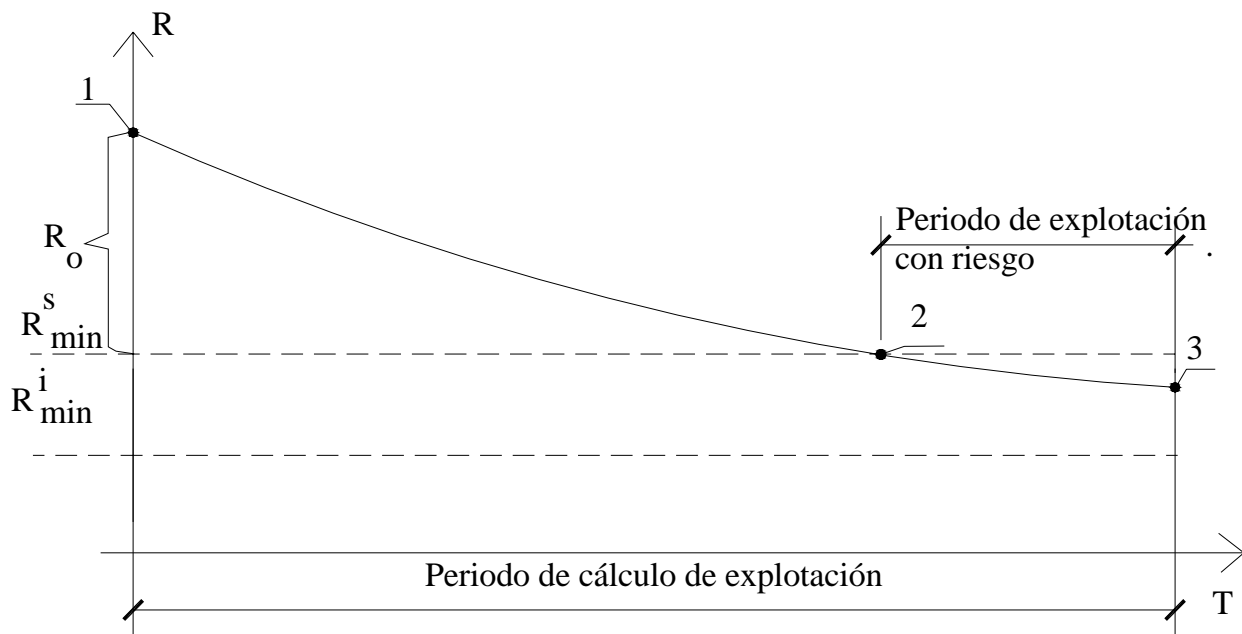 R
1
Periodo de explotación
con riesgo .
R o
R s min
2
3
R i min
Periodo de cálculo de explotación
T